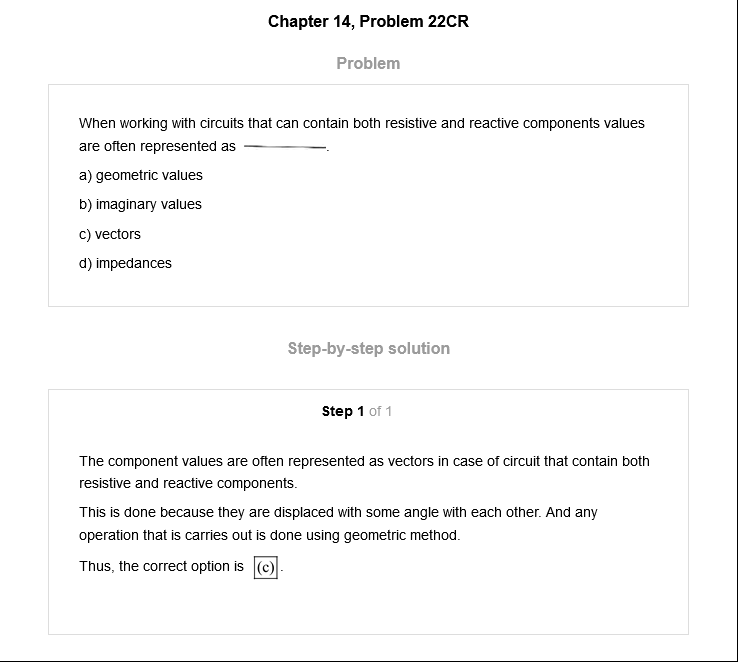 Chapter 14, Problem 22CR
Problem
When working with circuits that can contain both resistive and reactive components values
are often represented as ________.
a) geometric values
b) imaginary values
c) vectors
d) impedances
Step-by-step solution
Step 1 of 1
The component values are often represented as vectors in case of circuit that contain both
resistive and reactive components.
This is done because they are displaced with some angle with each other. And any
operation that is carries out is done using geometric method.
Thus, the correct option is (c).